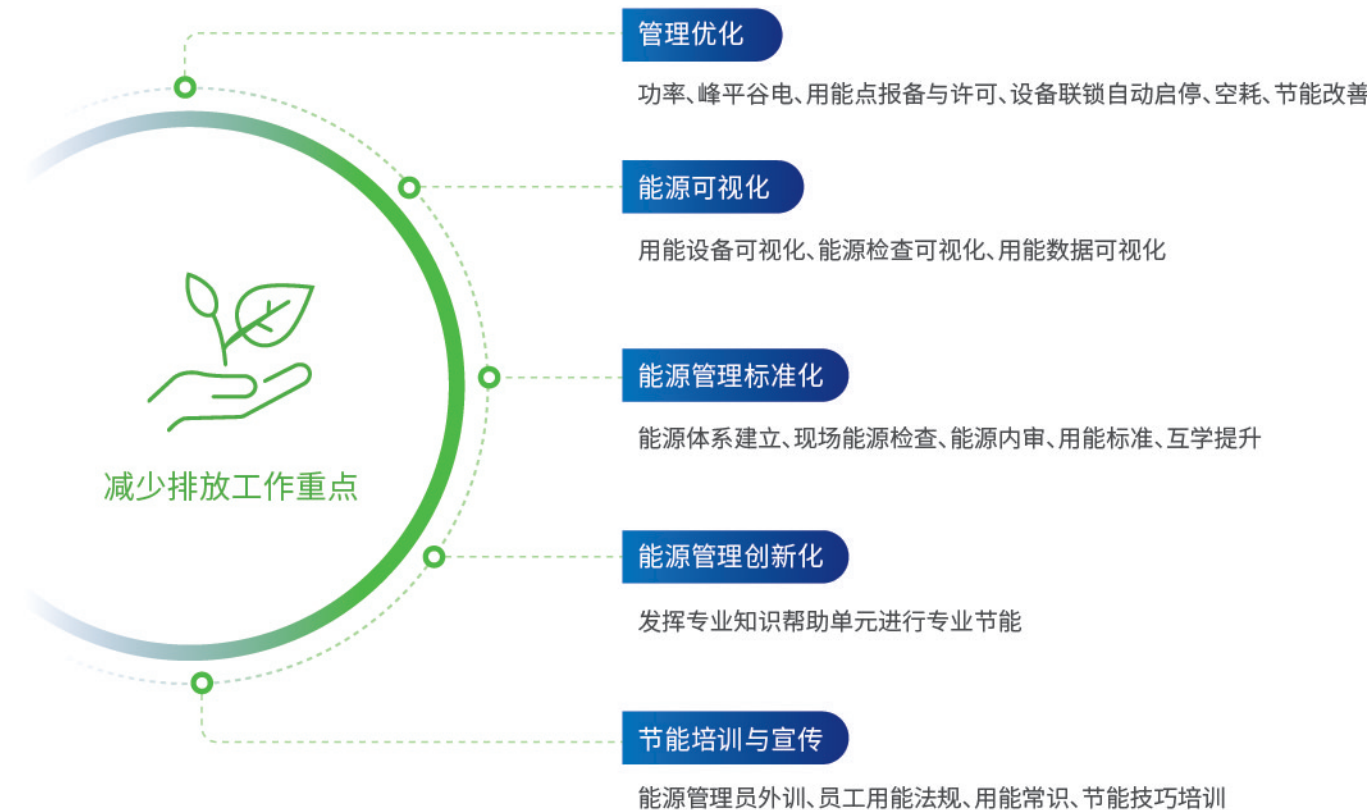 管理优化
功率、峰平谷电、用能点报备与许可、设备联锁自动启停、空耗、节能改善
能源可视化
用能设备可视化、能源检查可视化、用能数据可视化
能源管理标准化
能源体系建立、现场能源检查、能源内审、用能标准、互学提升
减少排放工作重点
能源管理创新化
发挥专业知识帮助单元进行专业节能
节能培训与宣传
能源管理员外训、员工用能法规、用能常识、节能技巧培训